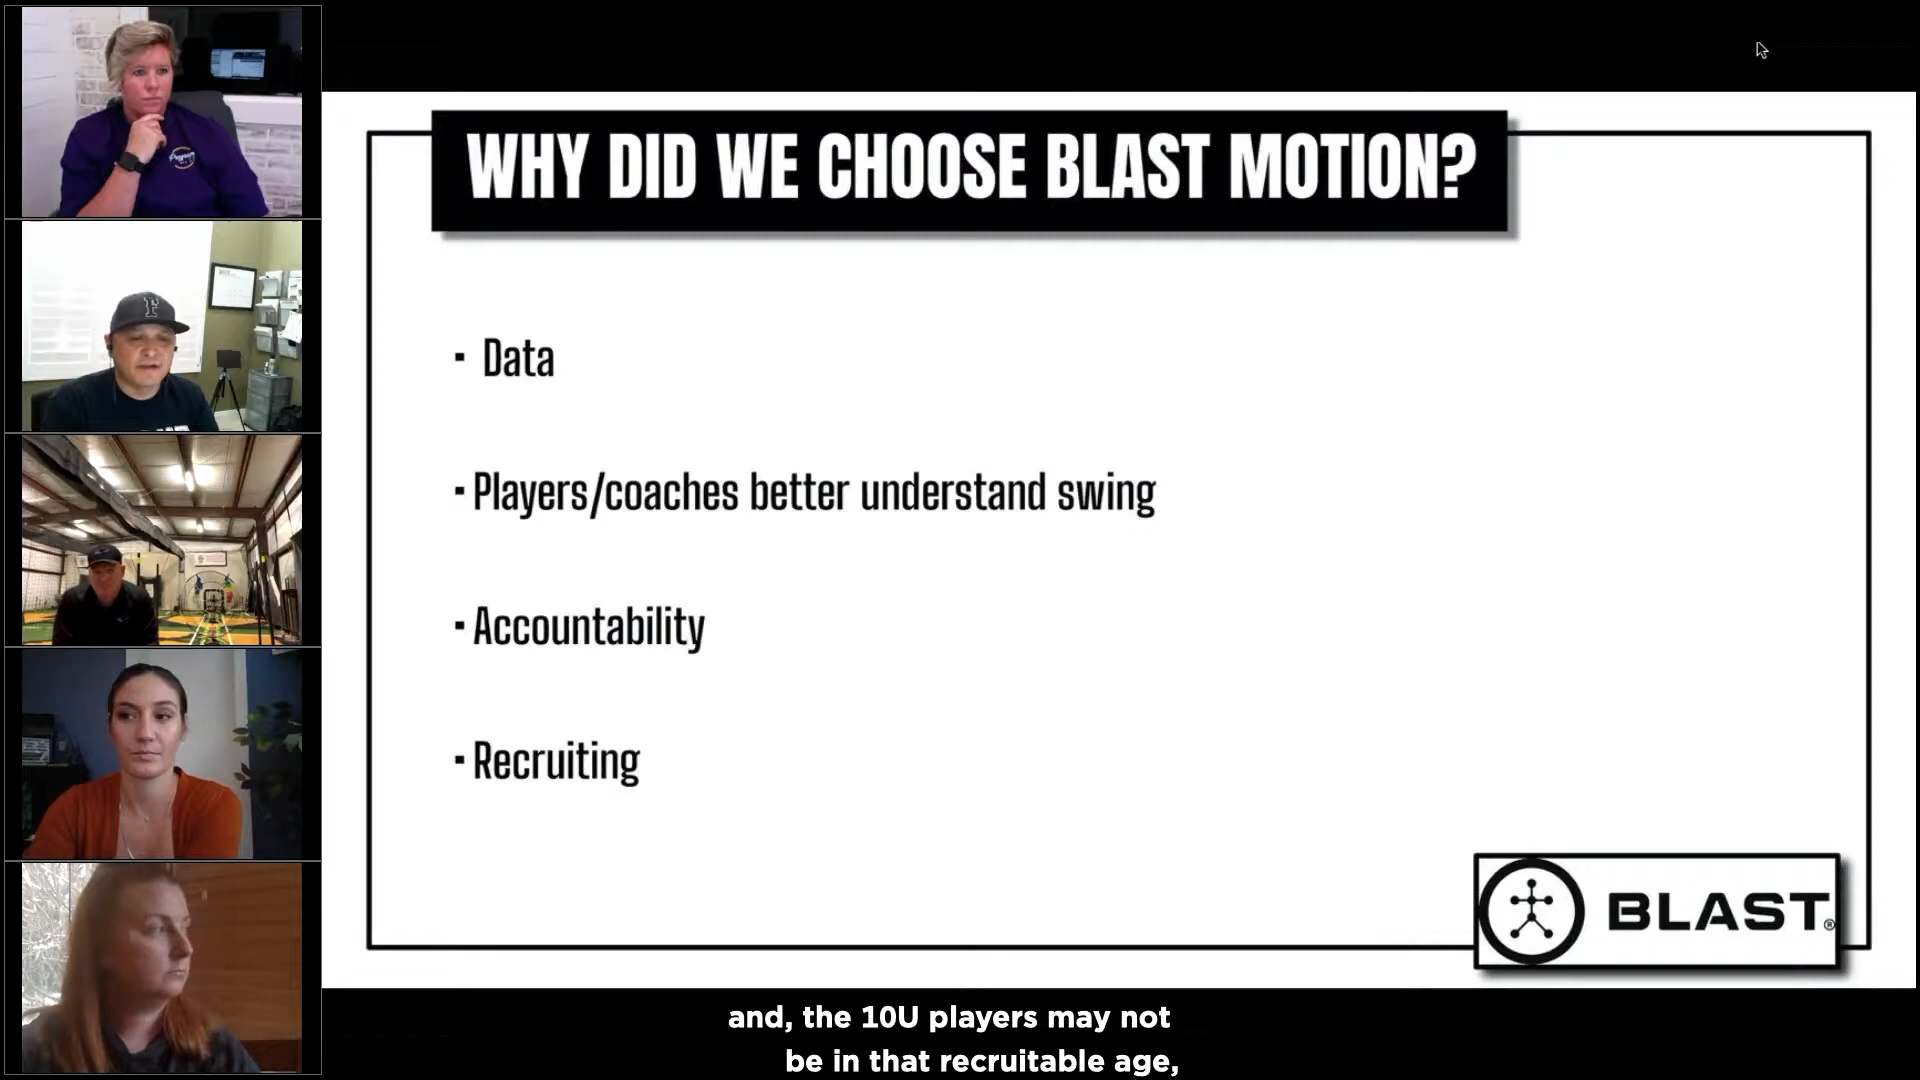 WHY DID WE CHOOSE BLAST MOTION?
▪ Data
▪ Players/coaches better understand swing
▪ Accountability
▪ Recruiting
BLAST®
F
and, the 10U players may not
be in that recruitable age,